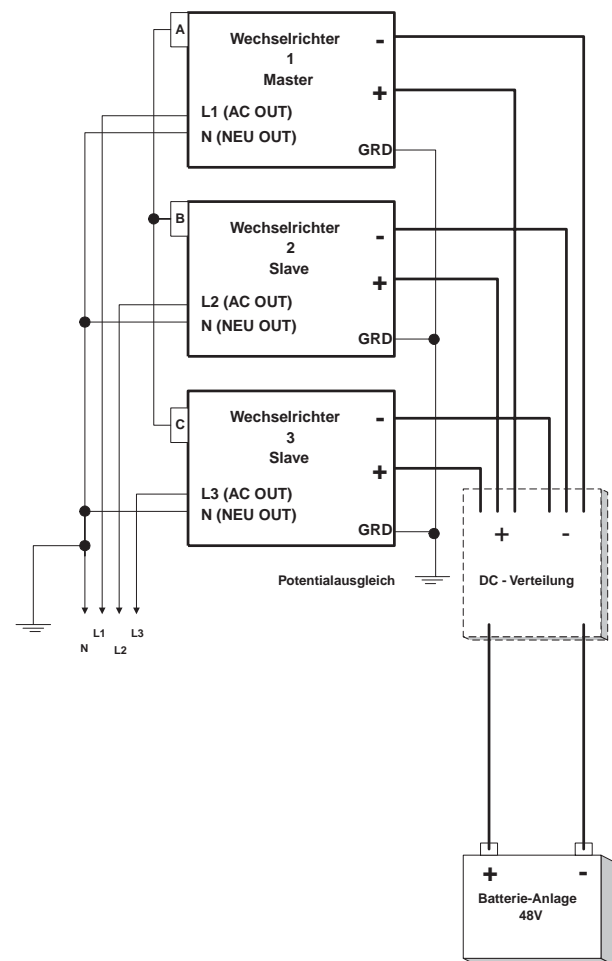 A
Wechselrichter
1
Master
-
+
L1 (AC OUT)
N (NEU OUT)
GRD
B
Wechselrichter
2
Slave
-
+
L2 (AC OUT)
N (NEU OUT)
GRD
C
Wechselrichter
3
Slave
-
+
L3 (AC OUT)
N (NEU OUT)
GRD
+ -
DC - Verteilung
Potentialausgleich
N
L1
L2
L3
+ -
Batterie-Anlage
48V